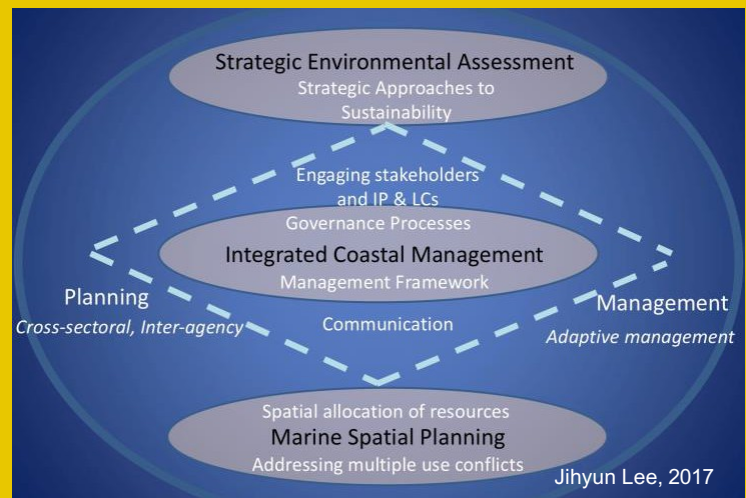 Strategic Environmental Assessment
Strategic Approaches to
Sustainability
Engaging stakeholders
and IP & LCs
Governance Processes
Integrated Coastal Management
Management Framework
Planning
Cross-sectoral, Inter-agency
Management
Adaptive management
Communication
Spatial allocation of resources
Marine Spatial Planning
Addressing multiple use conflicts
Jihyun Lee, 2017